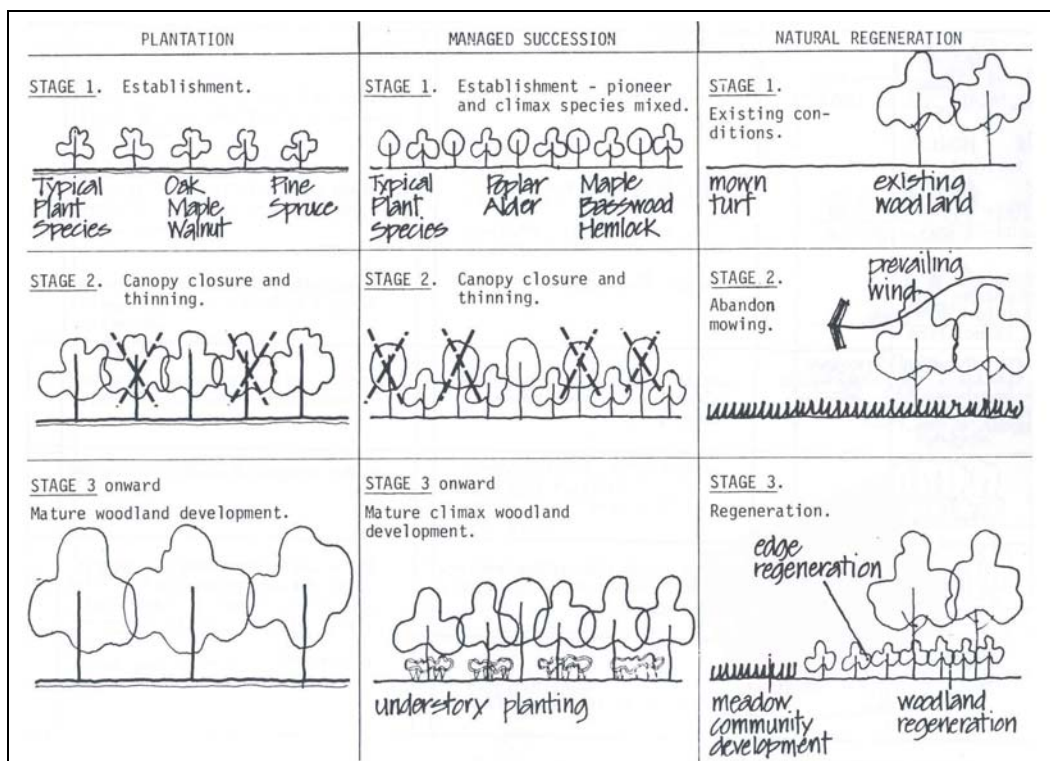 PLANTATION
STAGE 1. Establishment.
Typical Plant Species
Oak Maple Walnut
Pine Spruce
STAGE 2. Canopy closure and
thinning.
STAGE 3 onward
Mature woodland development.
MANAGED SUCCESSION
STAGE 1. Establishment - pioneer
and climax species mixed.
Typical Plant Species
Poplar Alder
Maple Basswood Hemlock
STAGE 2. Canopy closure and
thinning.
STAGE 3 onward
Mature climax woodland
development.
understory planting
NATURAL REGENERATION
STAGE 1.
Existing con-
ditions.
mown
turf
existing
woodland
STAGE 2.
Abandon
mowing.
prevailing
wind
STAGE 3.
Regeneration.
edge
regeneration
meadow
community
development
woodland
regeneration